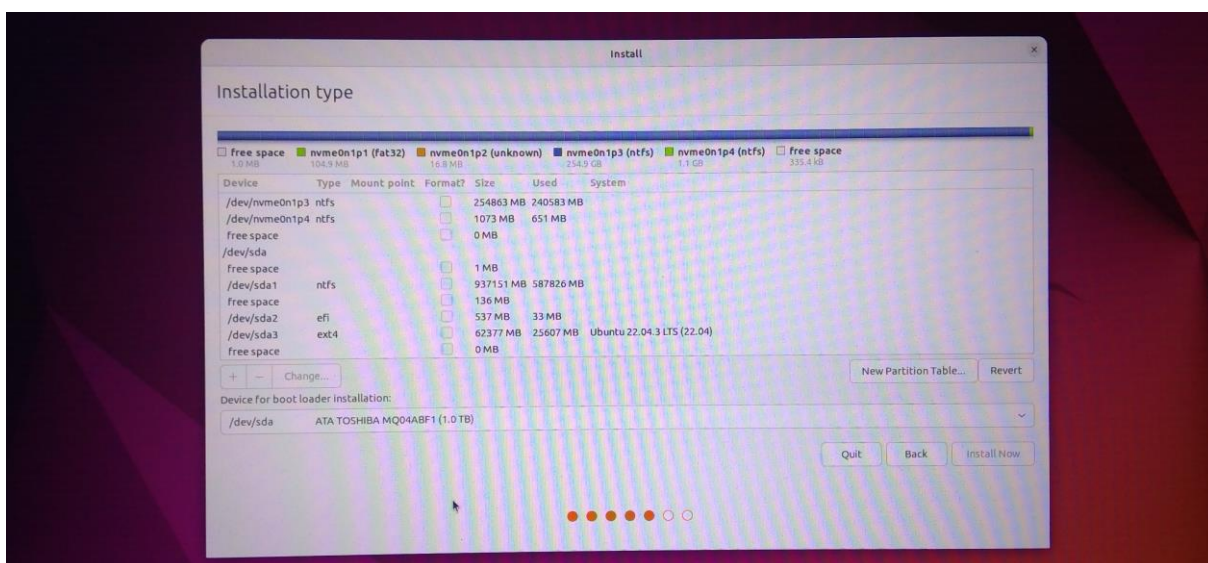 Install
Installation type
free space nvme0n1p1 (fat32) nvme0n1p2 (unknown) nvme0n1p3 (ntfs) nvme0n1p4 (ntfs) free space
1.0 MB 104.9 MB 16.8 MB 254.9 GB 1.1 GB 335.4 kB
Device Type Mount point Format? Size Used System
/dev/nvme0n1p3 ntfs 254863 MB 240583 MB
/dev/nvme0n1p4 ntfs 1073 MB 651 MB
free space 0 MB
/dev/sda
free space 1 MB
/dev/sda1 ntfs 937151 MB 587826 MB
free space 136 MB
/dev/sda2 efi 537 MB 33 MB
/dev/sda3 ext4 62377 MB 25607 MB Ubuntu 22.04.3 LTS (22.04)
free space 0 MB
+ − Change... New Partition Table... Revert
Device for boot loader installation:
/dev/sda ATA TOSHIBA MQ04ABF1 (1.0 TB)
Quit Back Install Now